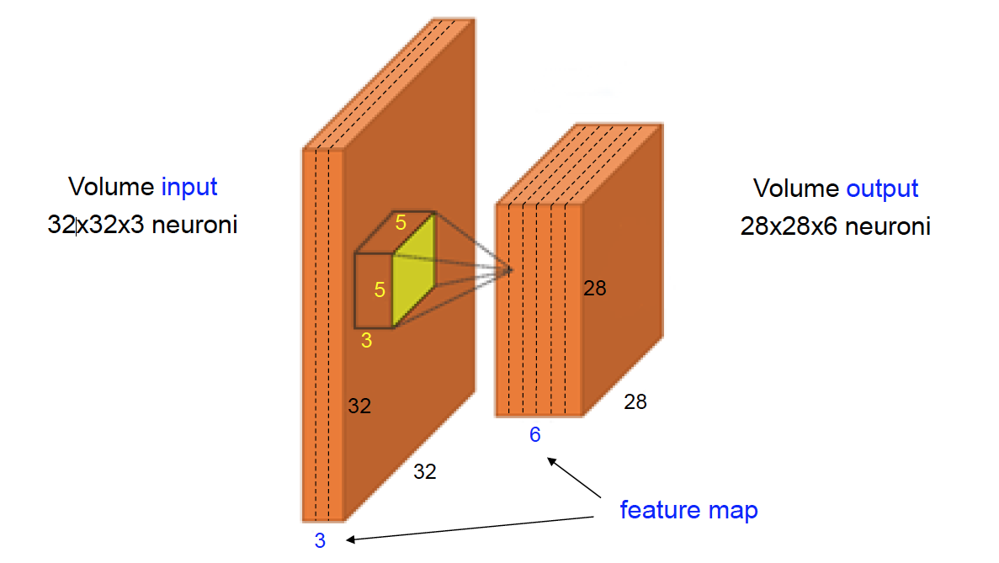 Volume input
32x32x3 neuroni
5
5
3
32
32
3
Volume output
28x28x6 neuroni
28
28
6
feature map